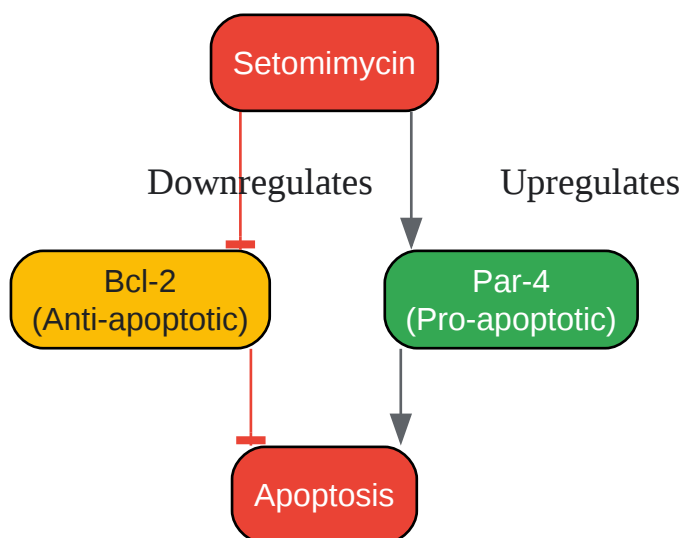 Setomimycin
Downregulates
Upregulates
Bcl-2
(Anti-apoptotic)
Par-4
(Pro-apoptotic)
Apoptosis